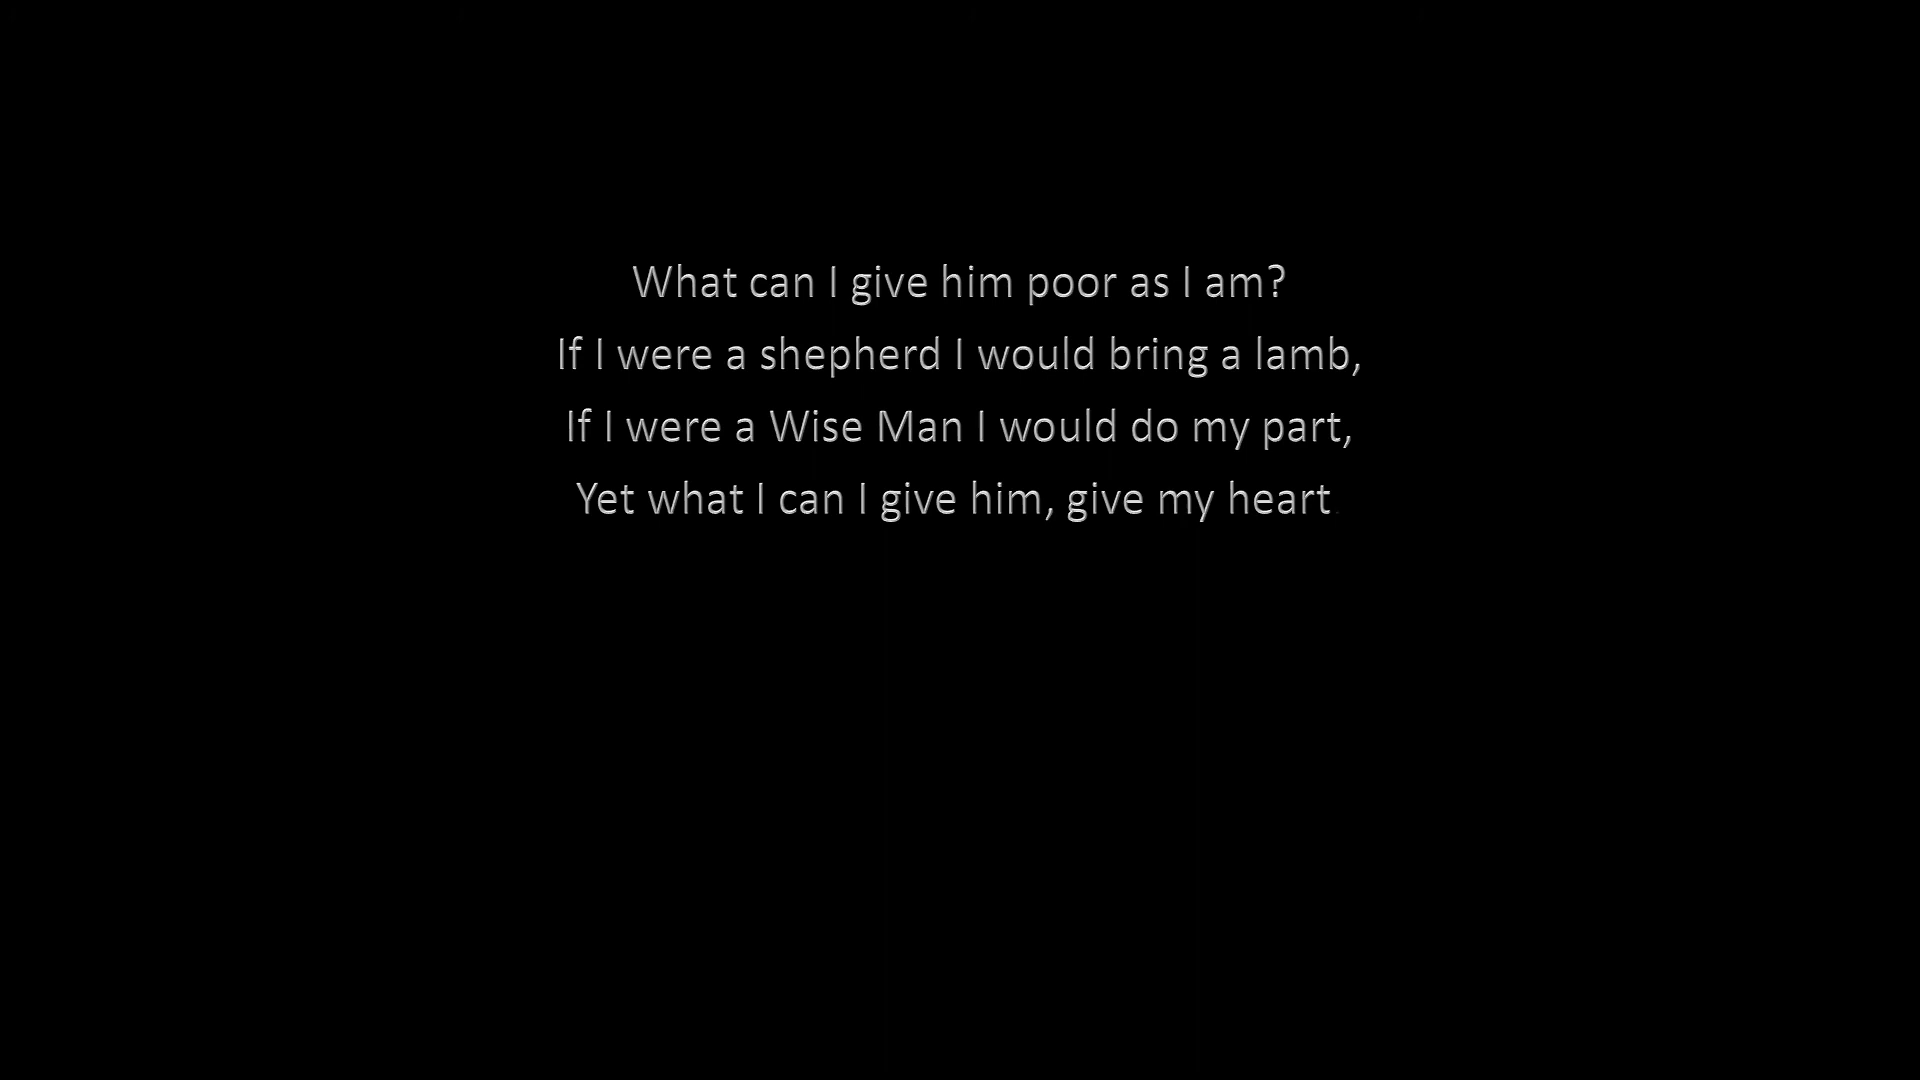 What can I give him poor as I am?
If I were a shepherd I would bring a lamb,
If I were a Wise Man I would do my part,
Yet what I can I give him, give my heart.